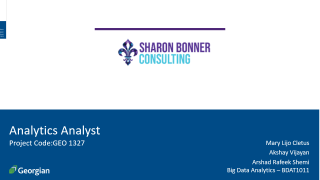 SHARON BONNER
CONSULTING
Analytics Analyst
Project Code:GEO 1327
Mary Lijo Cletus
Akshay Vijayan
Arshad Rafeek Shemi
Big Data Analytics – BDAT1011
Georgian